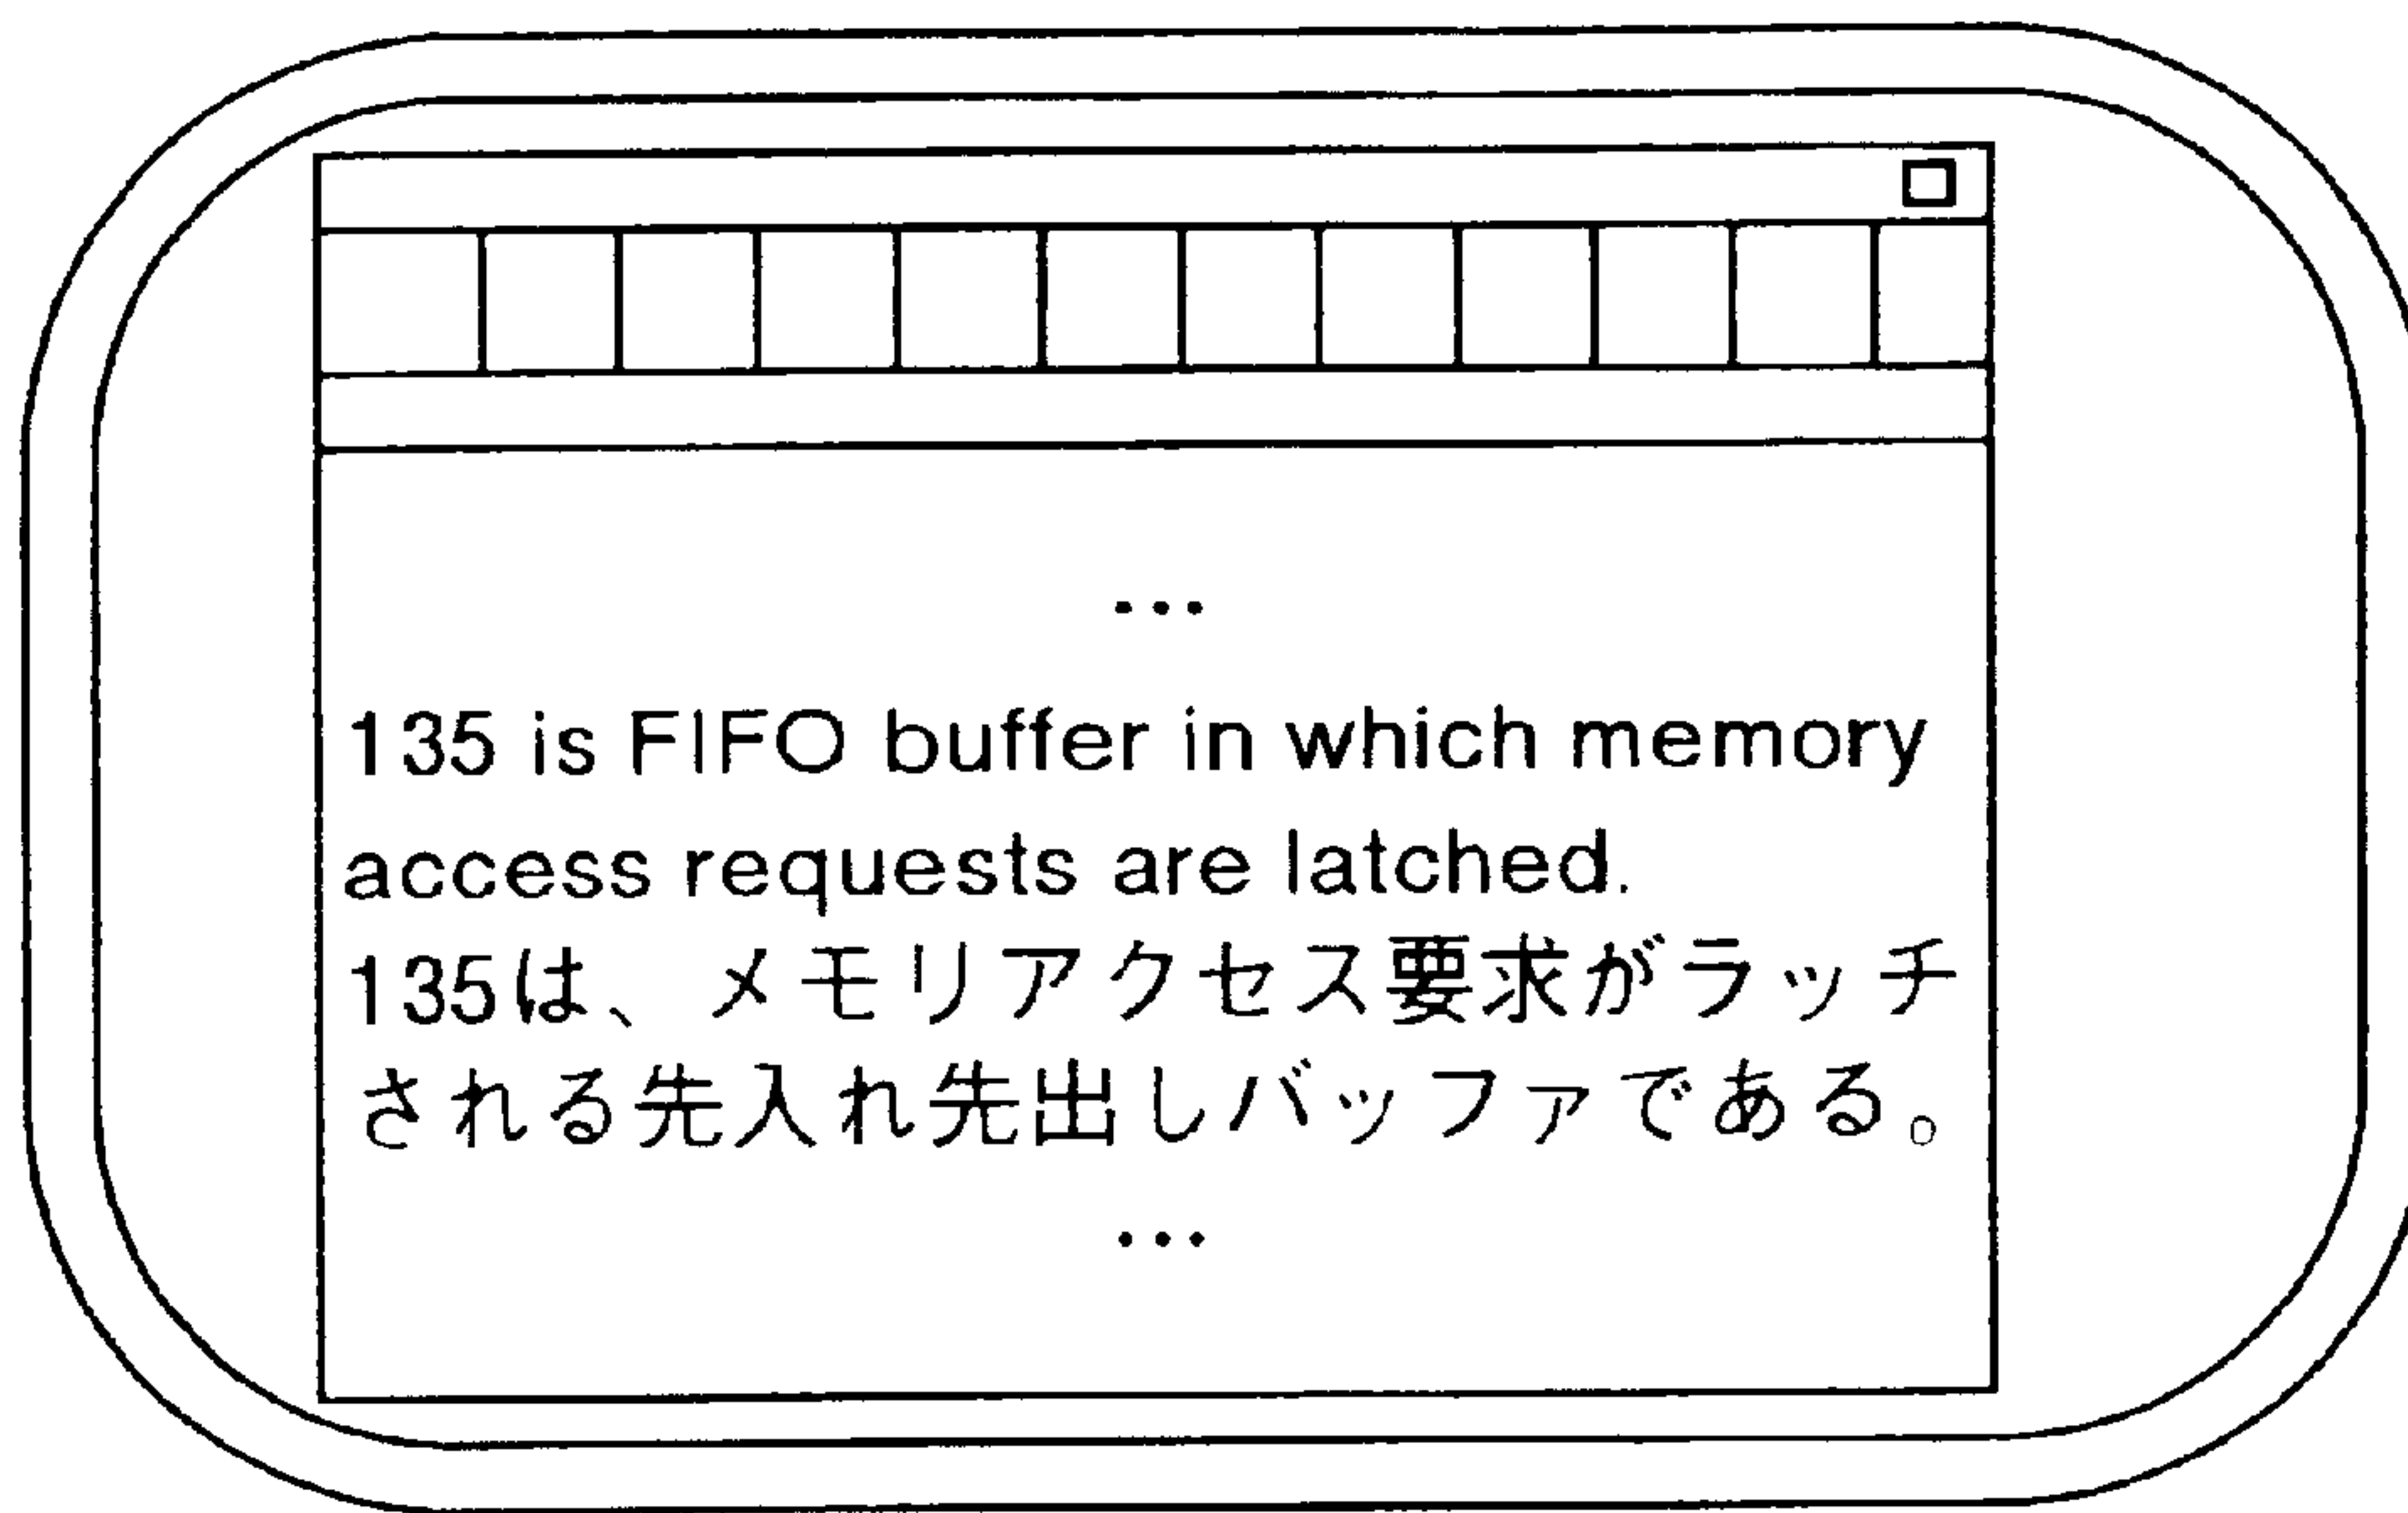 ...
135 is FIFO buffer in which memory
access requests are latched.
135は、メモリアクセス要求がラッチ
される先入れ先出しバッファである。
...